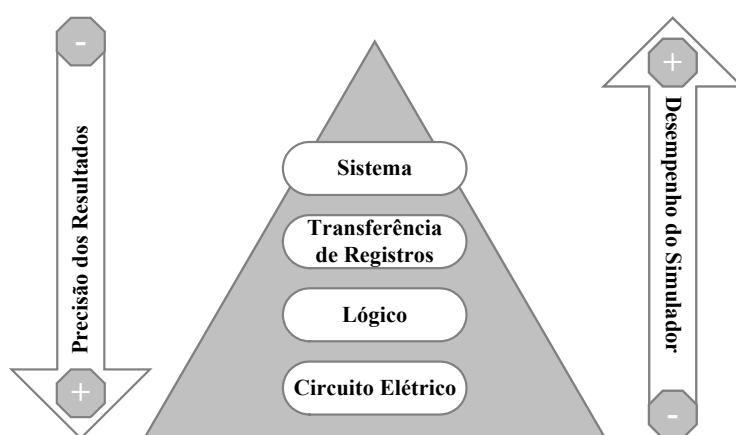 -
Precisão dos Resultados
+
Sistema
Transferência
de Registros
Lógico
Circuito Elétrico
+
Desempenho do Simulador
-